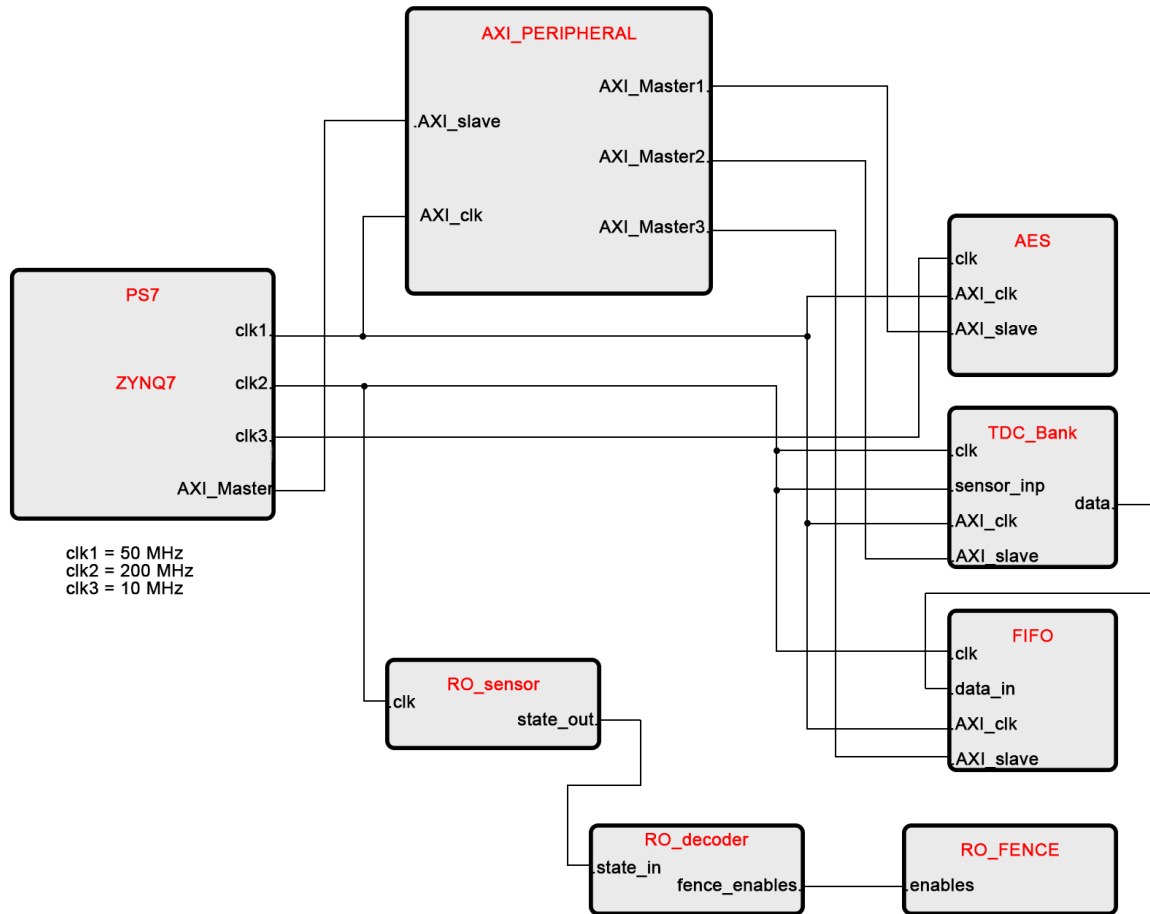 AXI_PERIPHERAL
AXI_Master1
.AXI_slave
AXI_Master2
AXI_clk
AXI_Master3
PS7
clk1
ZYNQ7
clk2
clk3
AXI_Master
clk1 = 50 MHz
clk2 = 200 MHz
clk3 = 10 MHz
AES
.clk
.AXI_clk
.AXI_slave
TDC_Bank
.clk
.sensor_inp
data.
.AXI_clk
.AXI_slave
FIFO
.clk
.data_in
.AXI_clk
.AXI_slave
RO_sensor
.clk
state_out.
RO_decoder
.state_in
fence_enables.
RO_FENCE
.enables